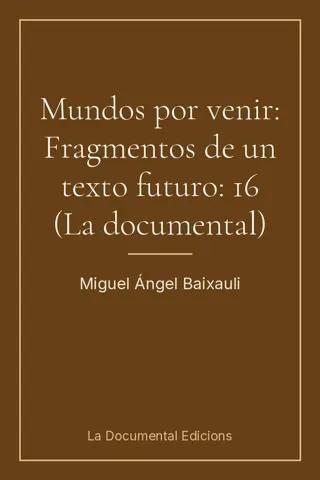 Mundos por venir:
Fragmentos de un
texto futuro: 16
(La documental)
Miguel Ángel Baixauli
La Documental Edicions